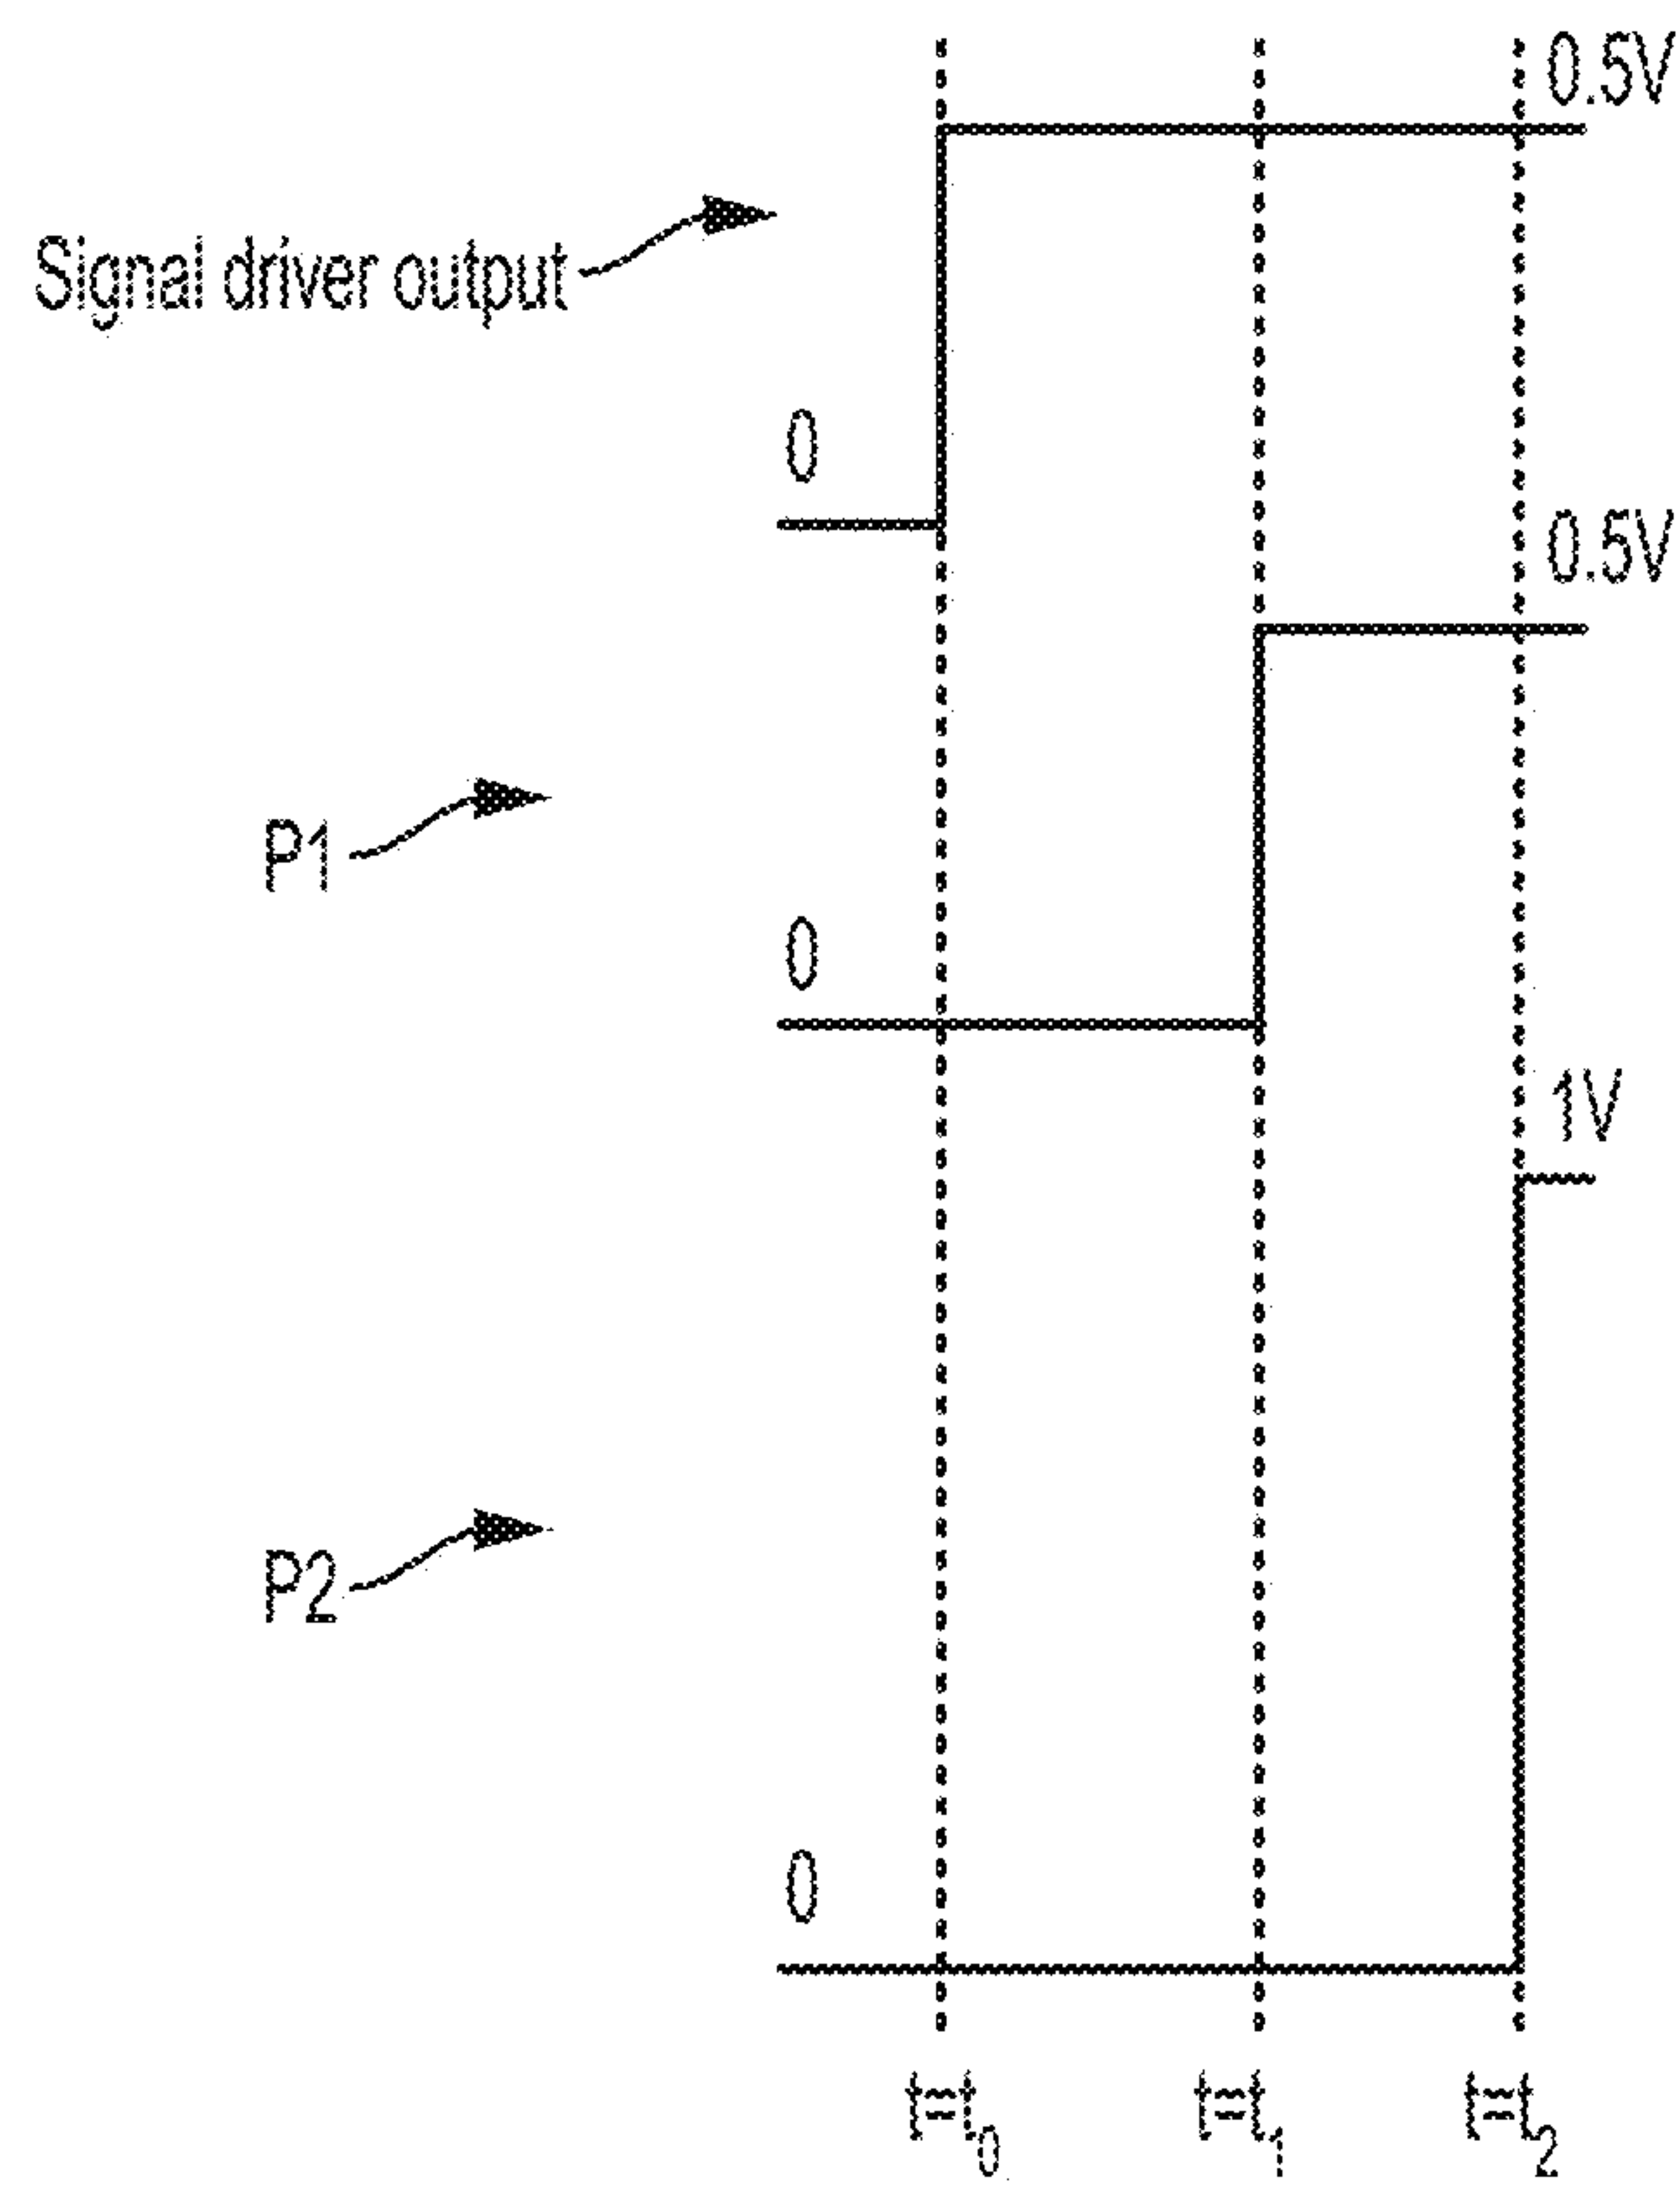 0.5V
Signal driver output
0
0.5V
P1
0
1V
P2
0
t=t₀
t=t₁
t=t₂